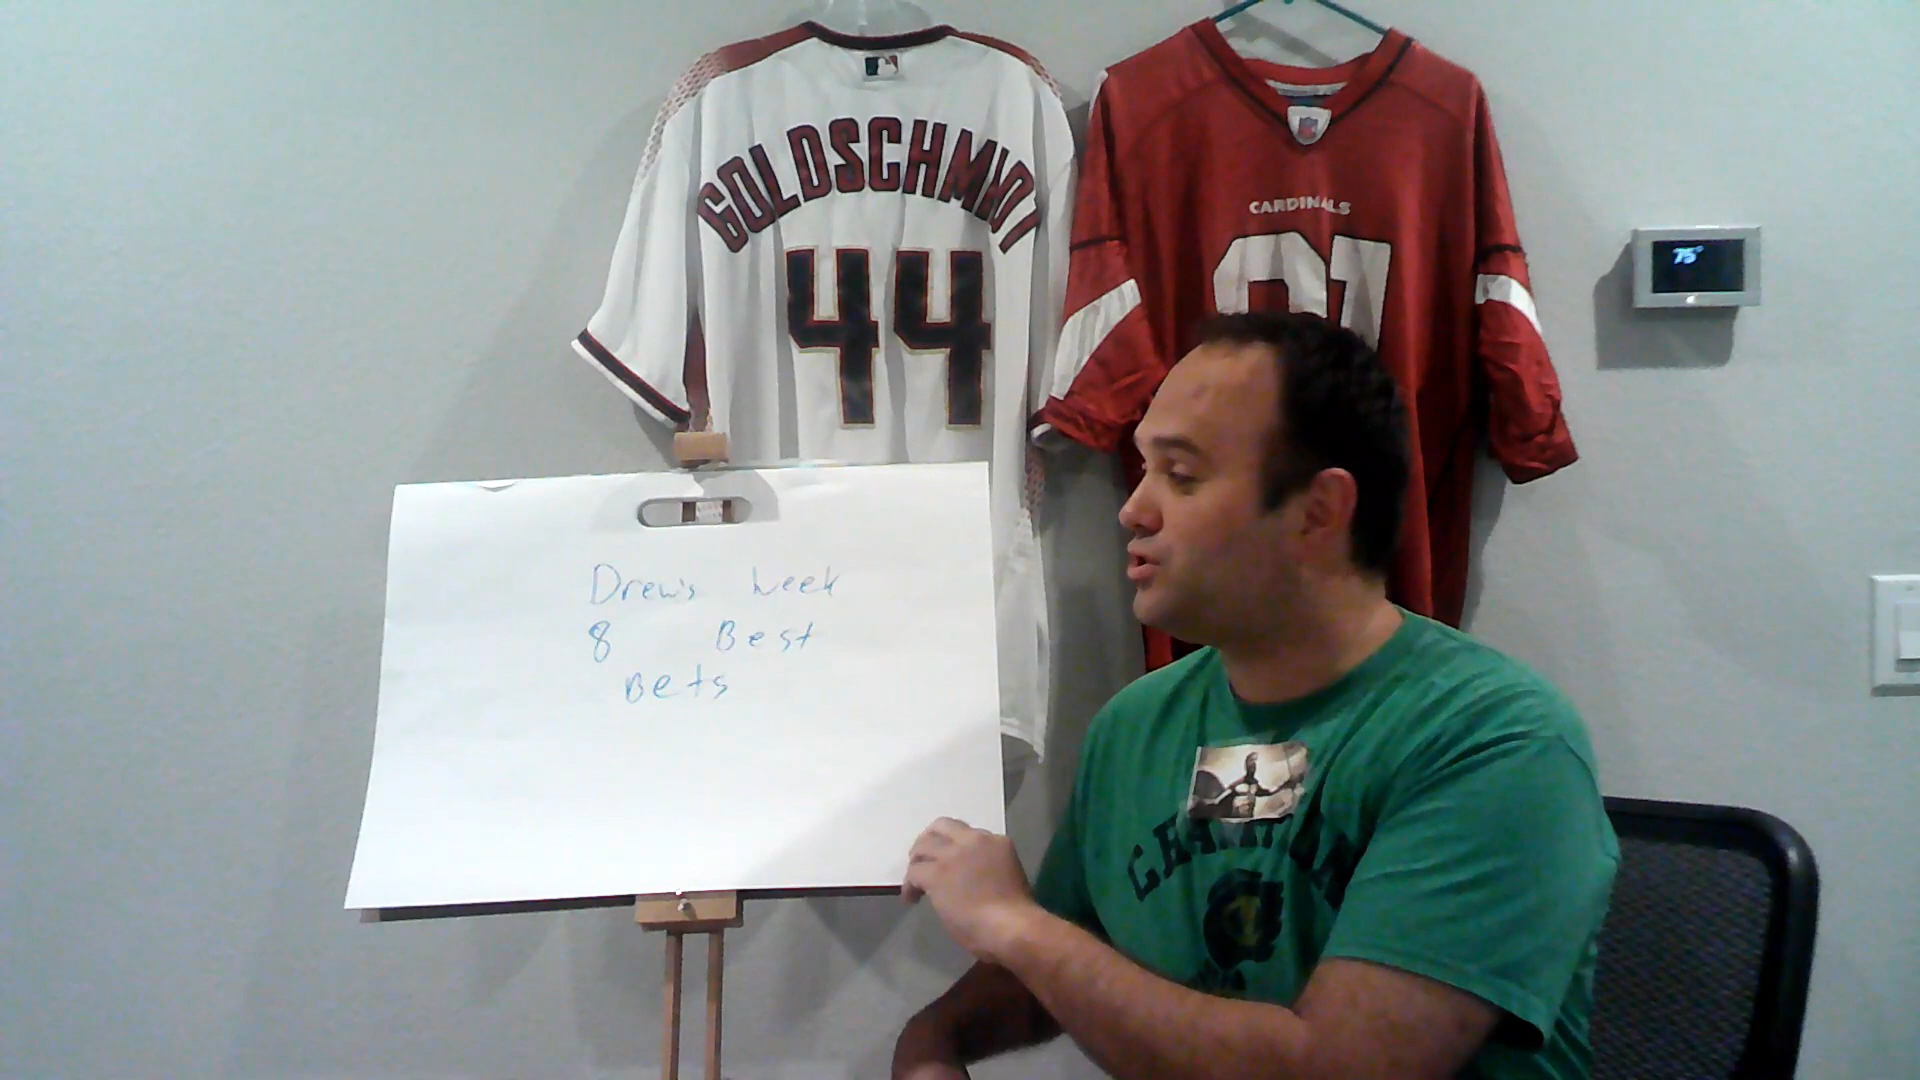 GOLDSCHMIDT
44
CARDINALS
75°
Drew's Week
8 Best
Bets